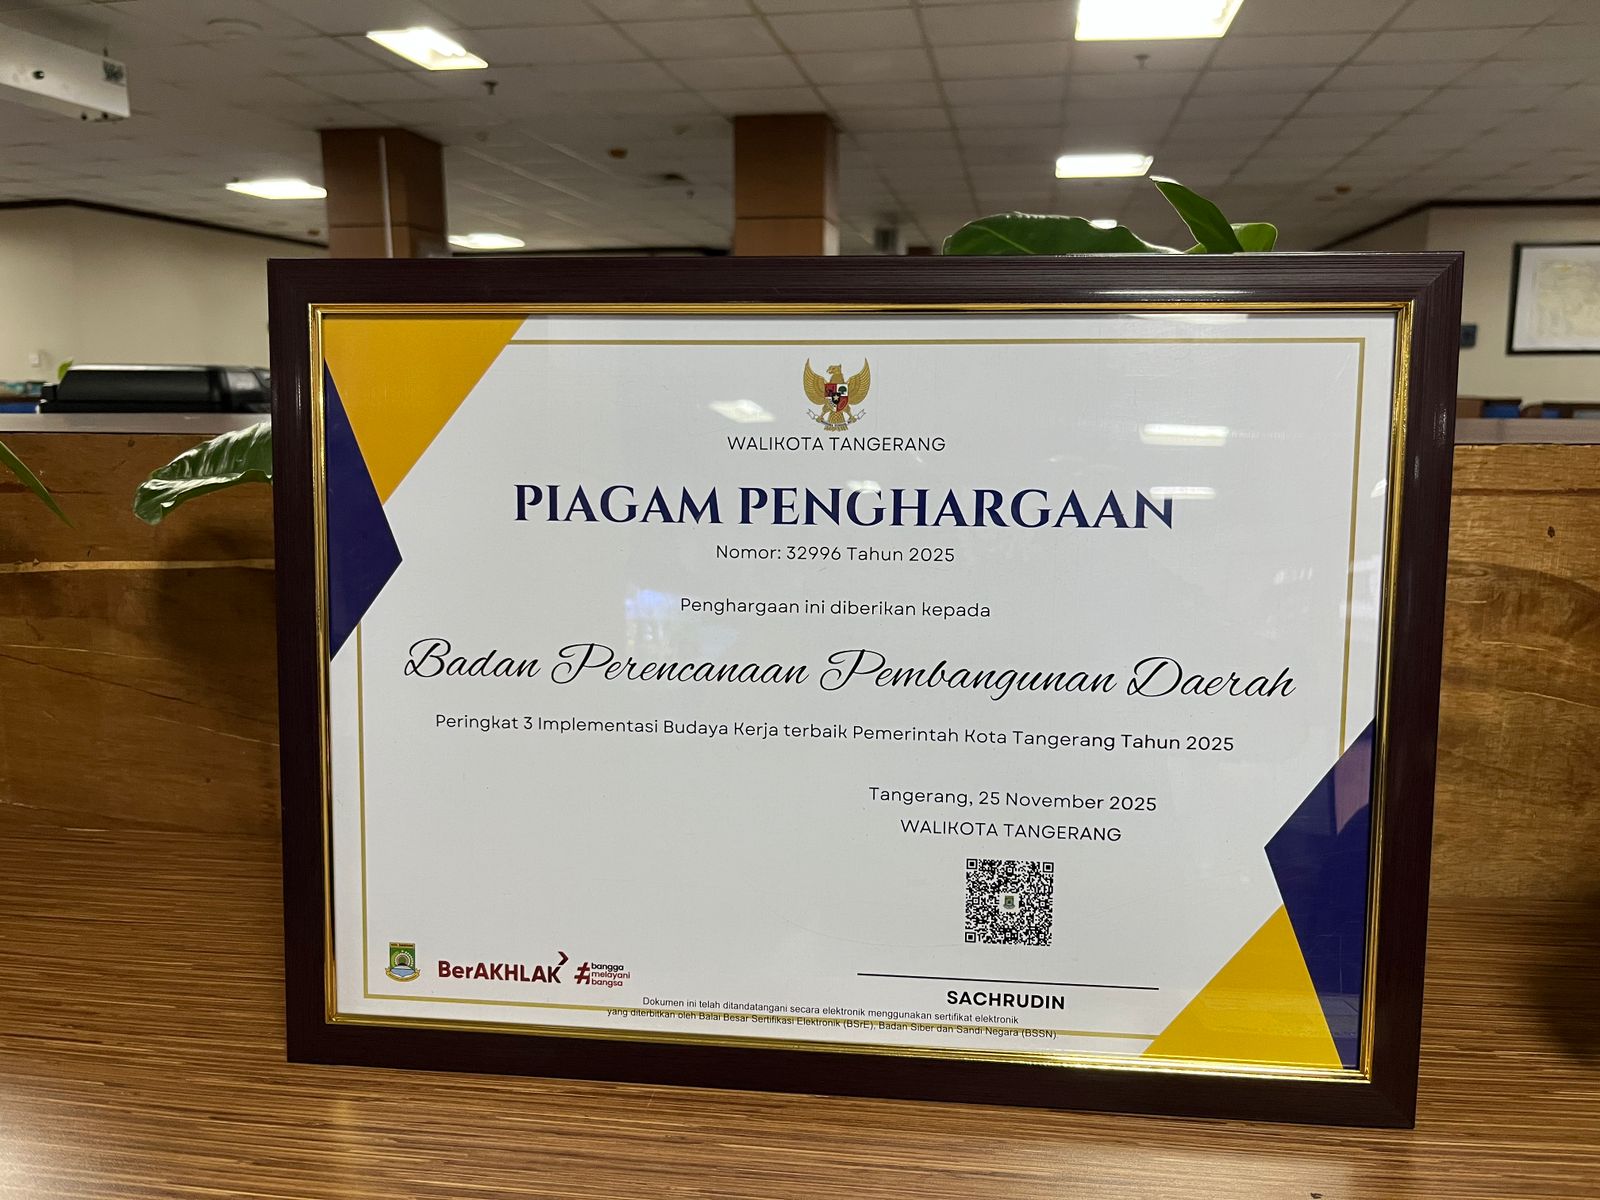 WALIKOTA TANGERANG
PIAGAM PENGHARGAAN
Nomor: 32996 Tahun 2025
Penghargaan ini diberikan kepada
Badan Perencanaan Pembangunan Daerah
Peringkat 3 Implementasi Budaya Kerja terbaik Pemerintah Kota Tangerang Tahun 2025
Tangerang, 25 November 2025
WALIKOTA TANGERANG
SACHRUDIN
BerAKHLAK
#bangga
melayani
bangsa
Dokumen ini telah ditandatangani secara elektronik menggunakan sertifikat elektronik
yang diterbitkan oleh Balai Besar Sertifikasi Elektronik (BSrE), Badan Siber dan Sandi Negara (BSSN)